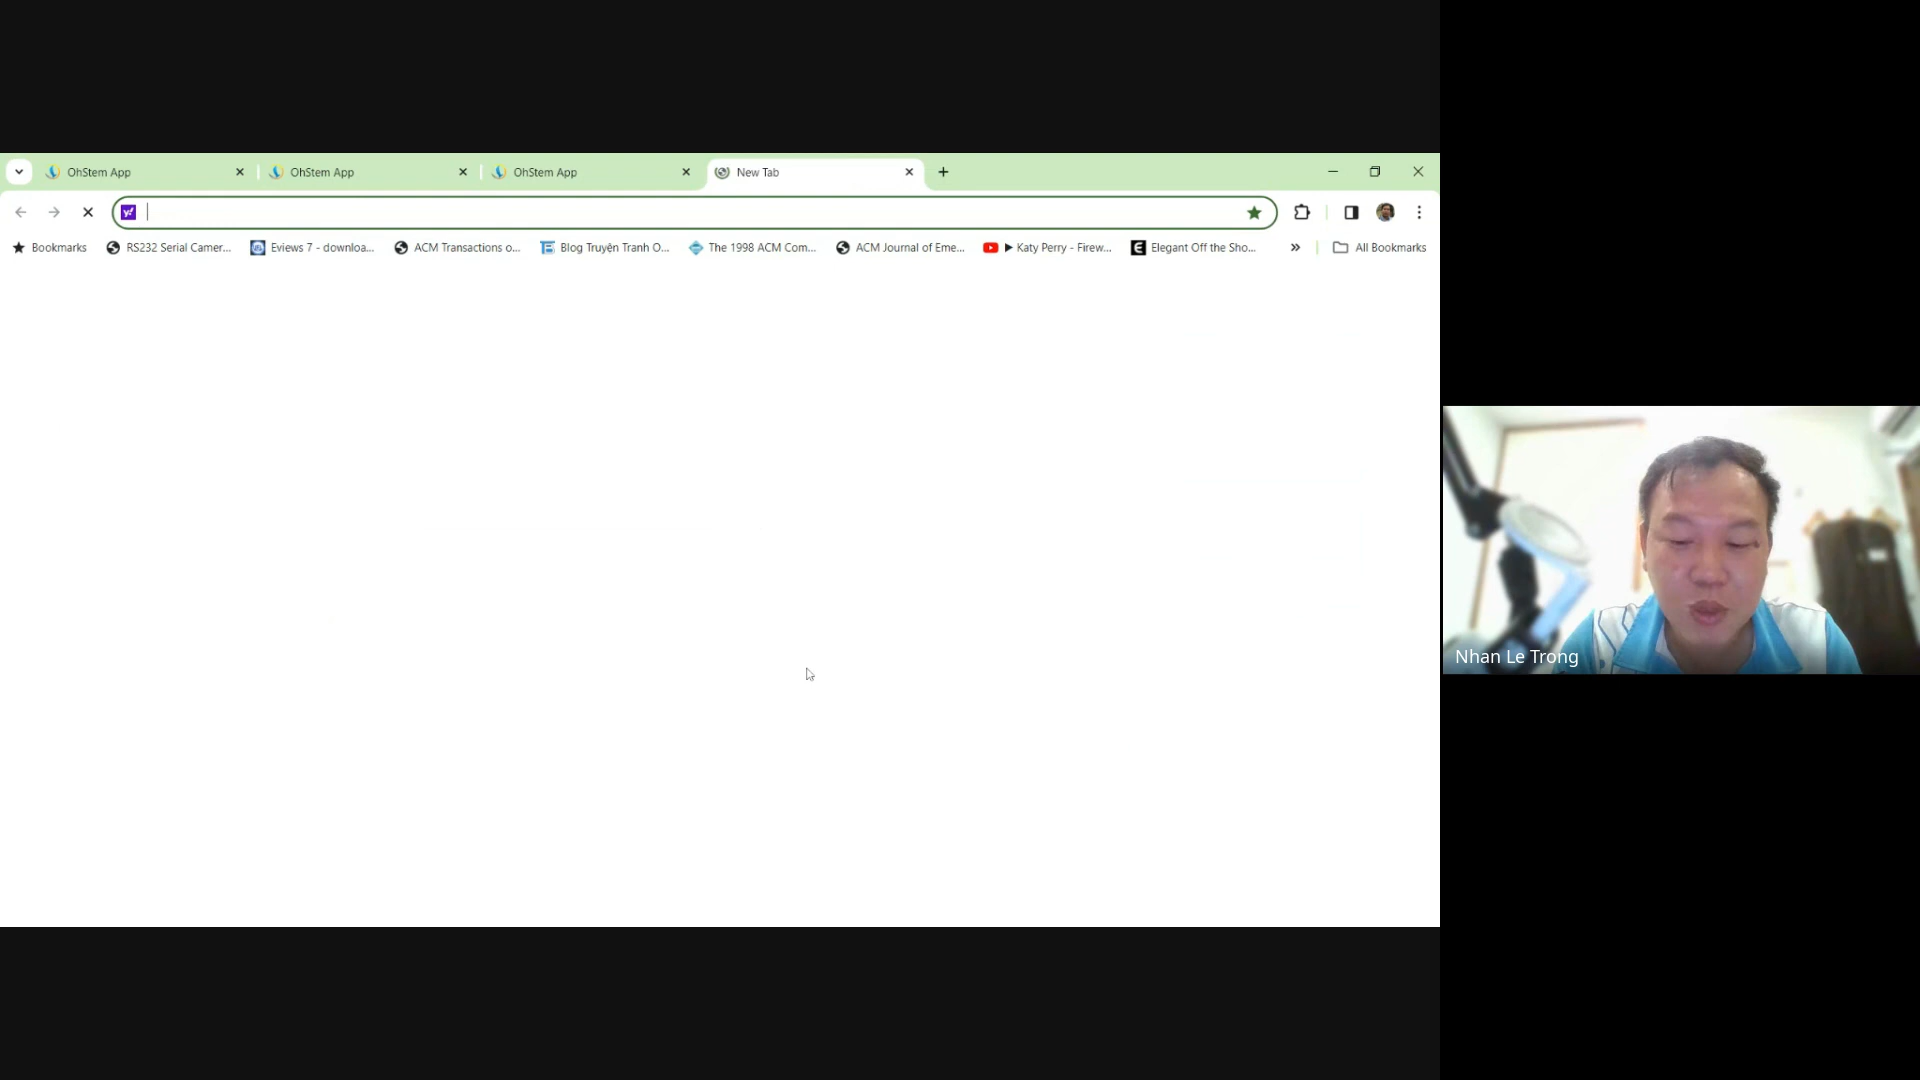 OhStem App OhStem App OhStem App New Tab
y!
Bookmarks RS232 Serial Camer... Eviews 7 - downloa... ACM Transactions o... Blog Truyện Tranh O... The 1998 ACM Com... ACM Journal of Eme... ▶ Katy Perry - Firew... Elegant Off the Sho... » All Bookmarks
Nhan Le Trong